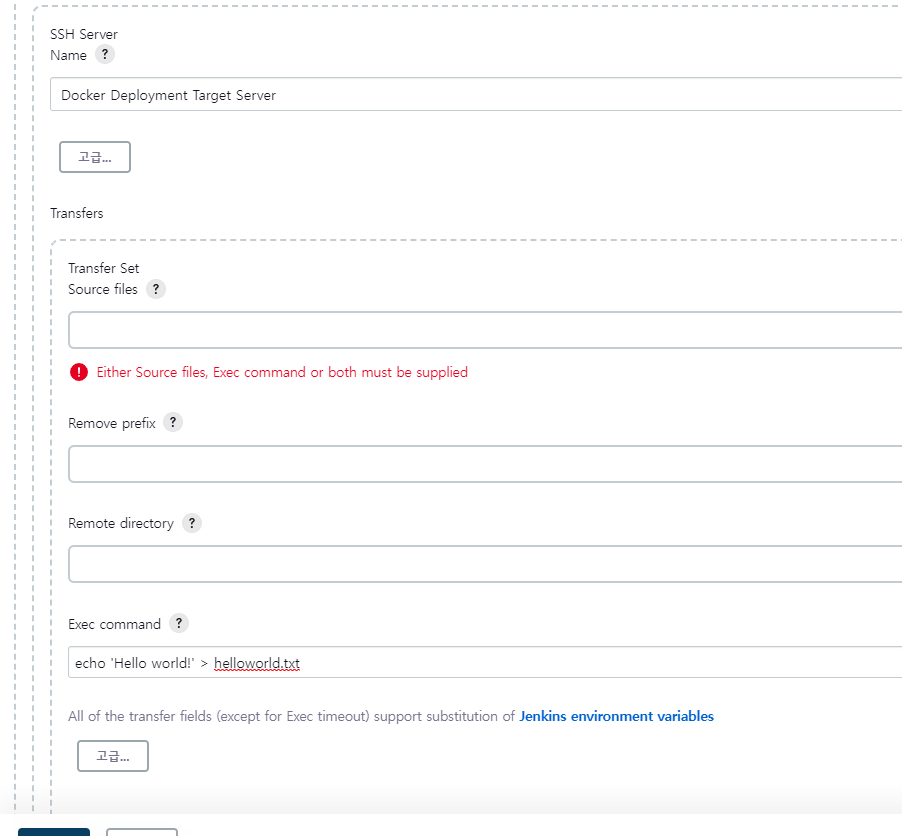 SSH Server
Name ?
Docker Deployment Target Server
고급...
Transfers
Transfer Set
Source files ?
! Either Source files, Exec command or both must be supplied
Remove prefix ?
Remote directory ?
Exec command ?
echo 'Hello world!' > helloworld.txt
All of the transfer fields (except for Exec timeout) support substitution of Jenkins environment variables
고급...